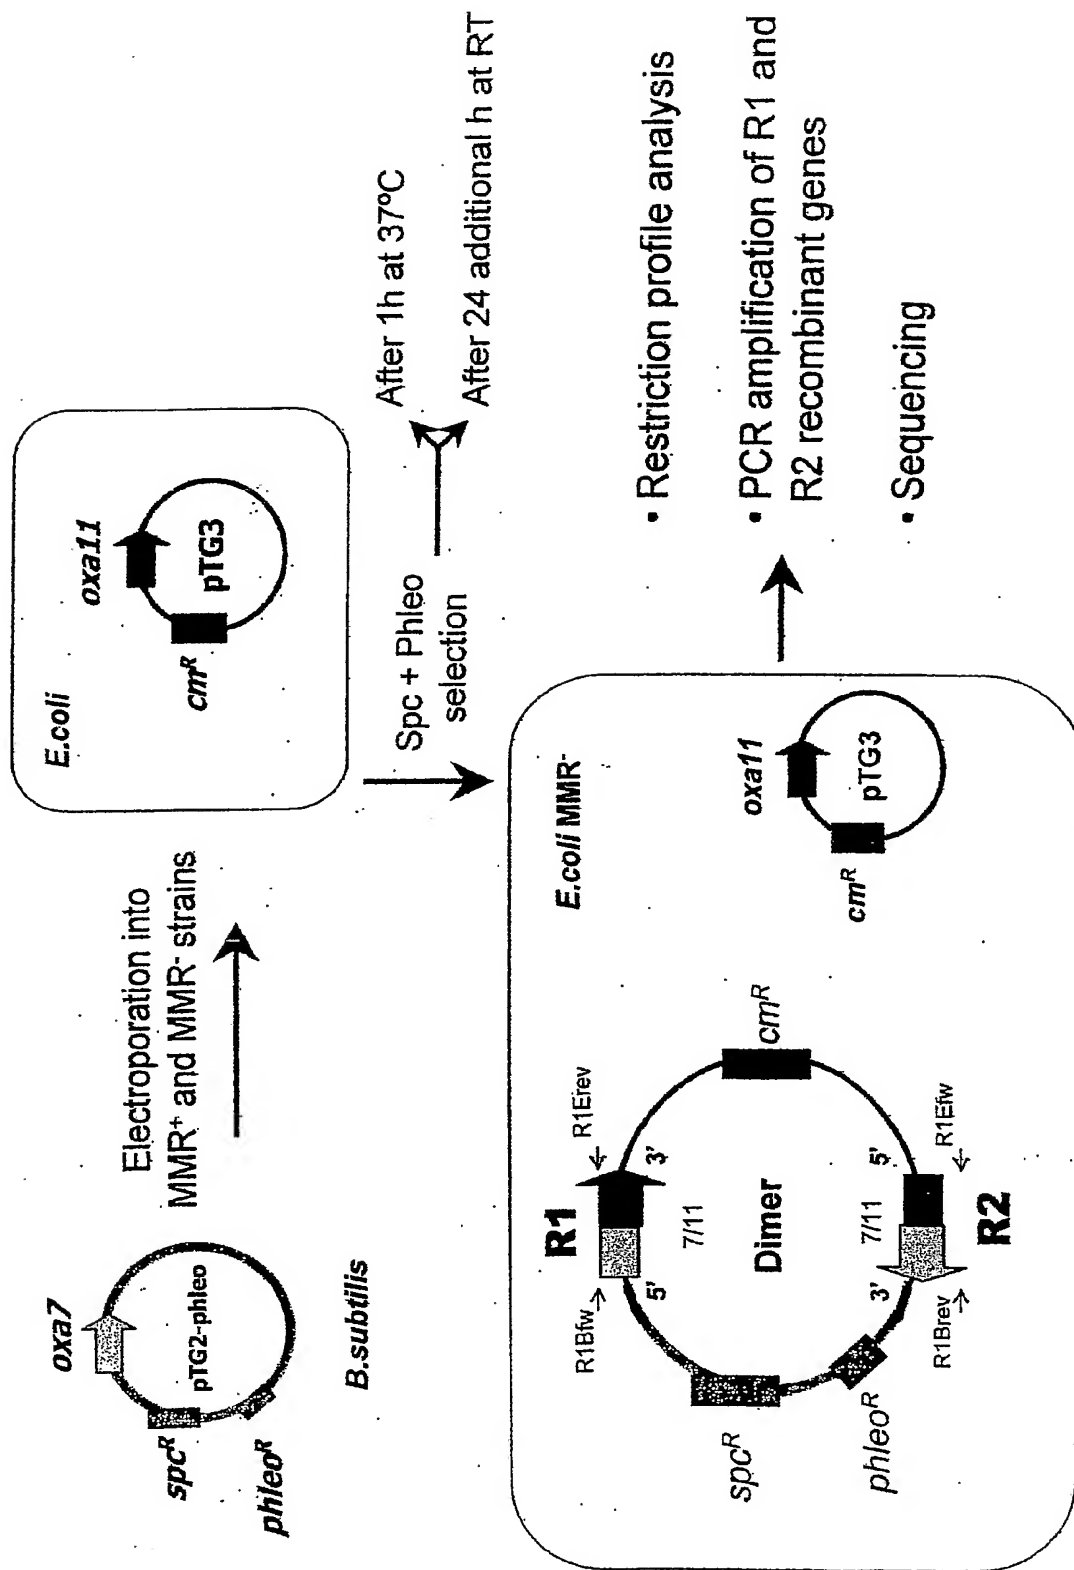 oxa7
pTG2-phleo
spcR
phleoR
B.subtilis
Electroporation into
MMR+ and MMR- strains
E.coli
oxa11
pTG3
cmR
Spc + Phleo
selection
After 1h at 37ºC
After 24 additional h at RT
E.coli MMR-
R1
R1Bfw
R1Erev
5'
3'
7/11
Dimer
spcR
cmR
phleoR
7/11
3'
5'
R1Brev
R1Efw
R2
oxa11
pTG3
cmR
• Restriction profile analysis
• PCR amplification of R1 and
R2 recombinant genes
• Sequencing